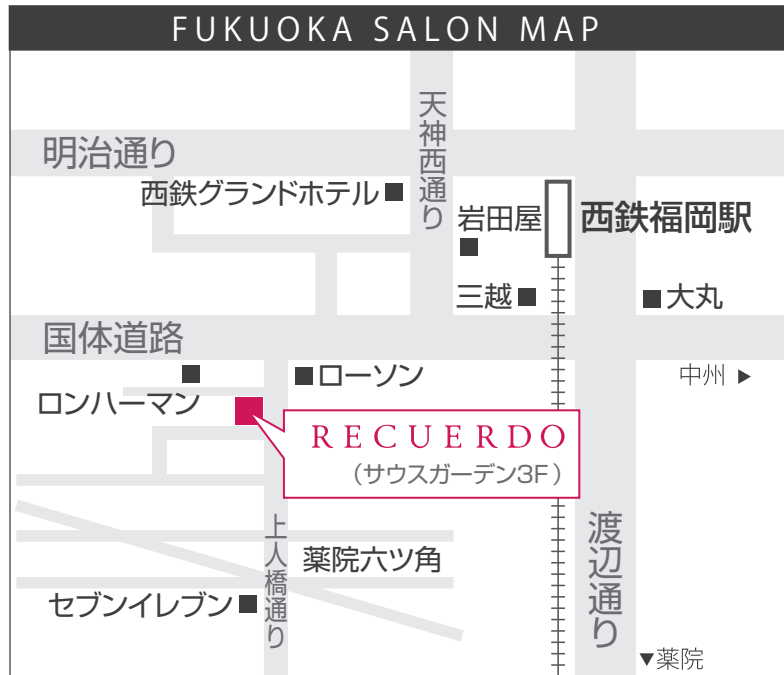 FUKUOKA SALON MAP
天神西通り
明治通り
西鉄グランドホテル
岩田屋
西鉄福岡駅
三越
大丸
国体道路
ローソン
中州 ▶
ロンハーマン
RECUERDO
（サウスガーデン3F）
上人橋通り
薬院六ツ角
渡辺通り
セブンイレブン
▼薬院